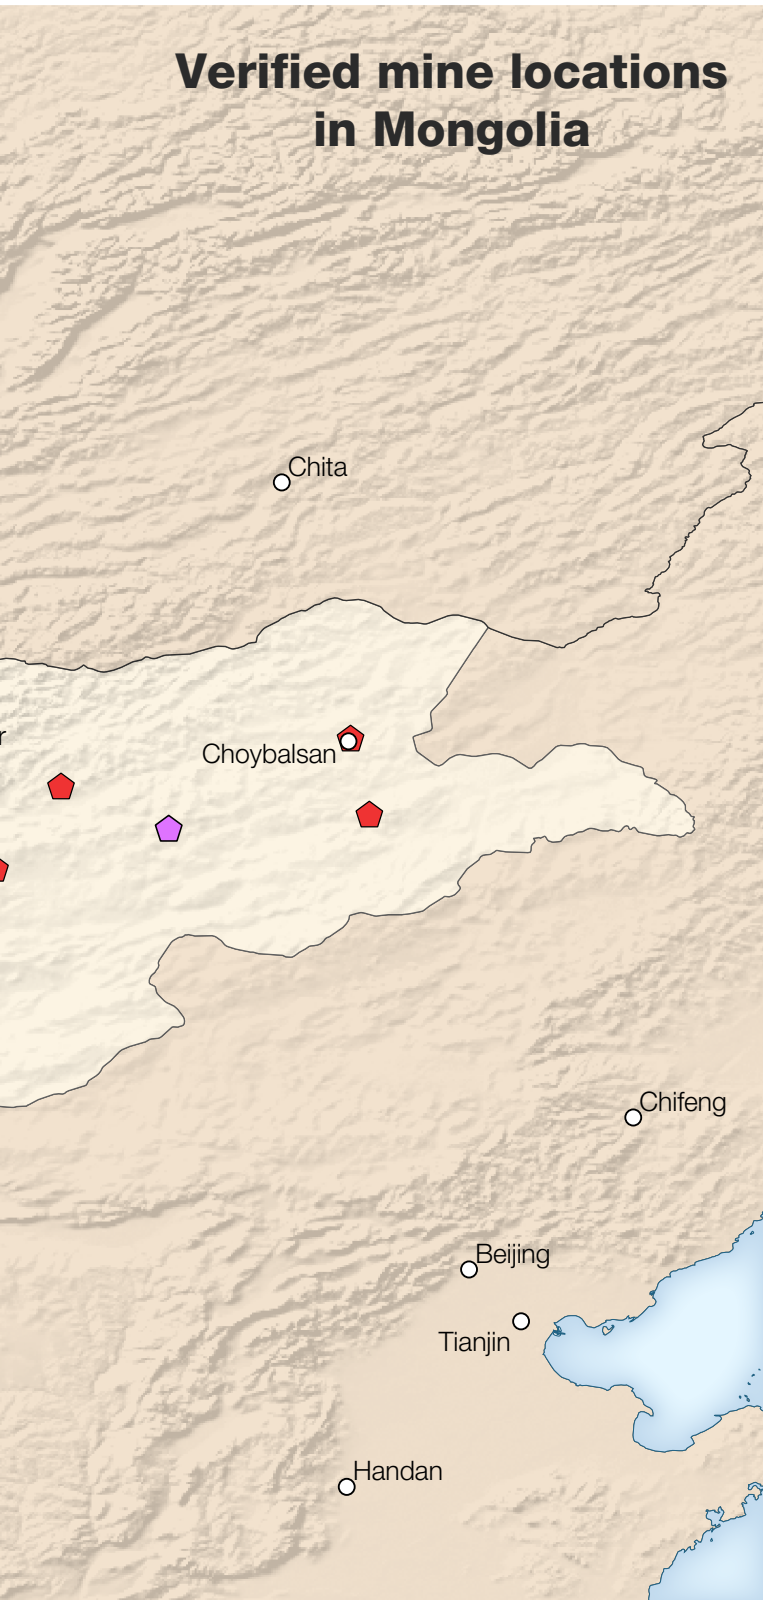 Verified mine locations
in Mongolia
Chita
r
Choybalsan
Chifeng
Beijing
Tianjin
Handan